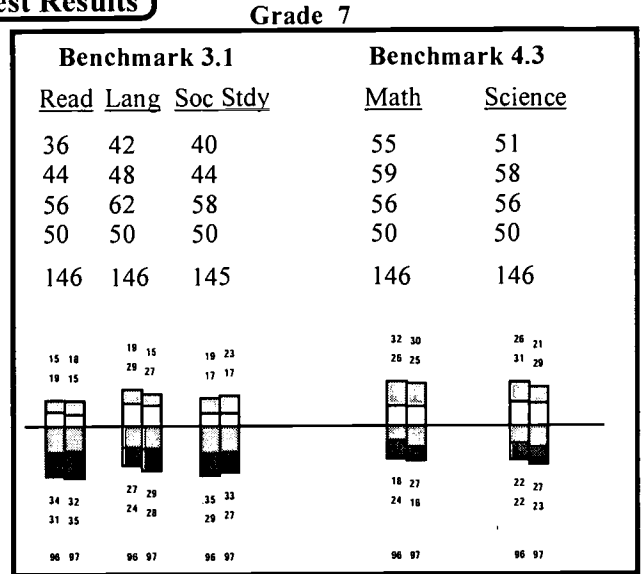 est Results
Grade 7
Benchmark 3.1 Benchmark 4.3
Read Lang Soc Stdy Math Science
36 42 40 55 51
44 48 44 59 58
56 62 58 56 56
50 50 50 50 50
146 146 145 146 146
15 18 19 15 19 23 32 30 26 21
19 15 29 27 17 17 26 25 31 29
34 32 27 29 35 33 18 27 22 27
31 35 24 28 29 27 24 16 22 23
96 97 96 97 96 97 96 97 96 97